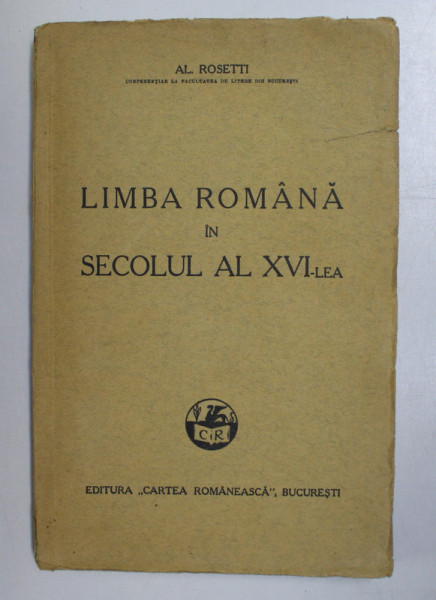 AL. ROSETTI
CONFERENȚIAR LA FACULTATEA DE LITERE DIN BUCUREȘTI
LIMBA ROMÂNĂ
ÎN
SECOLUL AL XVI-LEA
C R
EDITURA „CARTEA ROMÂNEASCĂ”, BUCUREȘTI